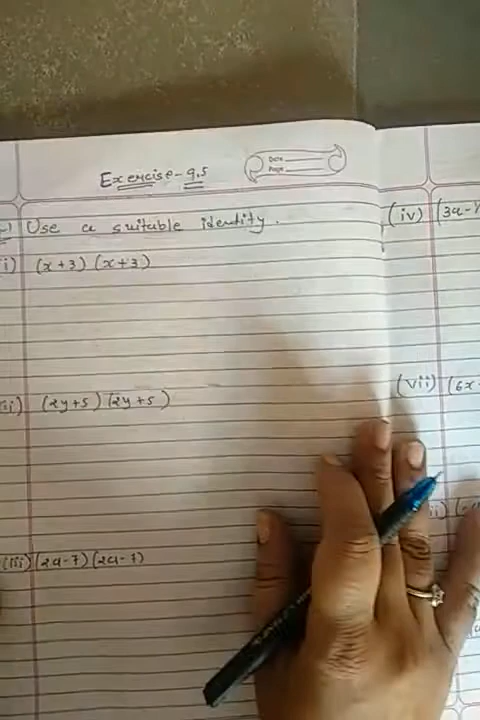 Exercise-9.5
Date
Page
Use a suitable identity.
i) (x+3) (x+3)
ii) (2y+5) (2y+5)
(iii) (2a-7) (2a-7)
(iv) (3a-
(vii) (6x